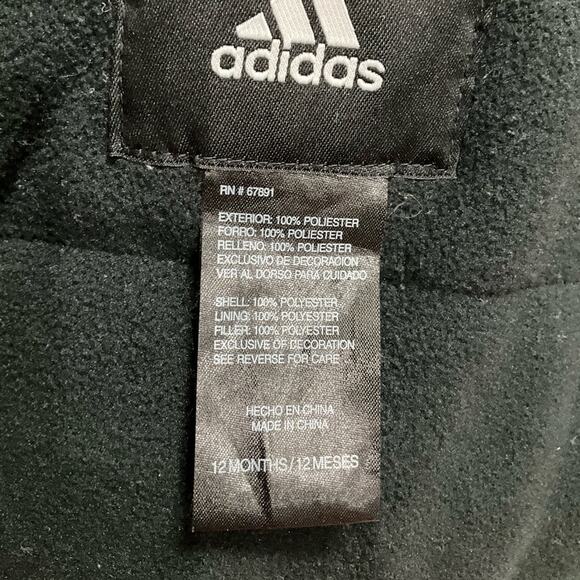 adidas
RN # 67891
EXTERIOR: 100% POLIESTER
FORRO: 100% POLIESTER
RELLENO: 100% POLIESTER
EXCLUSIVO DE DECORACION
VER AL DORSO PARA CUIDADO
SHELL: 100% POLYESTER
LINING: 100% POLYESTER
FILLER: 100% POLYESTER
EXCLUSIVE OF DECORATION
SEE REVERSE FOR CARE
HECHO EN CHINA
MADE IN CHINA
12 MONTHS / 12 MESES